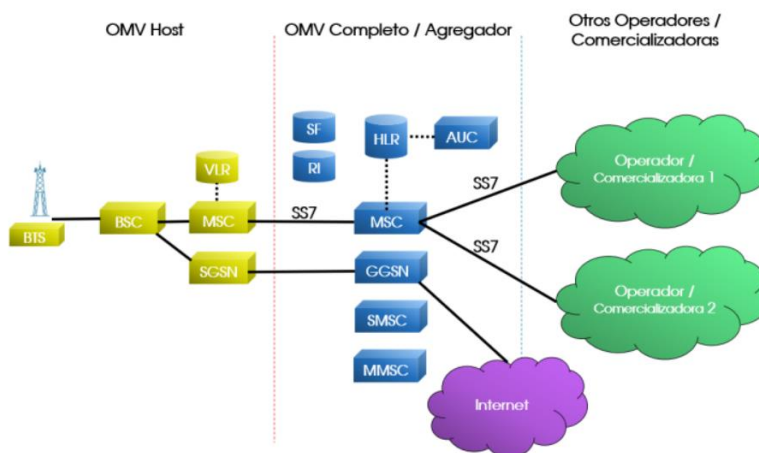 OMV Host
OMV Completo / Agregador
Otros Operadores /
Comercializadoras
SF
RI
HLR
AUC
VLR
BTS
BSC
MSC
SS7
MSC
SS7
SS7
Operador /
Comercializadora 1
SGSN
GGSN
SMSC
MMSC
Operador /
Comercializadora 2
Internet